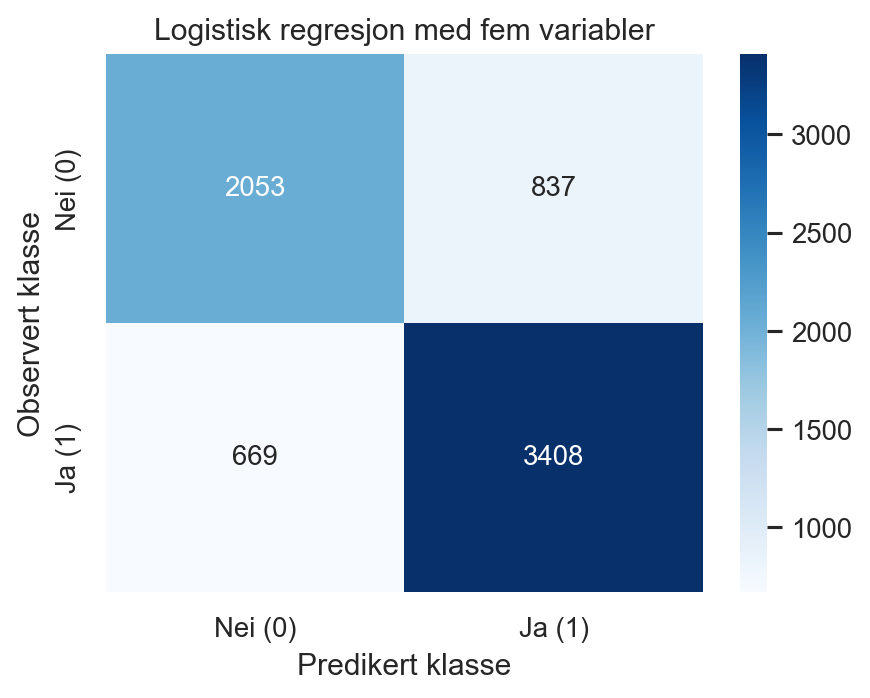 Logistisk regresjon med fem variabler
Observert klasse
Nei (0)
Ja (1)
2053
837
669
3408
Nei (0)
Ja (1)
Predikert klasse
3000
2500
2000
1500
1000